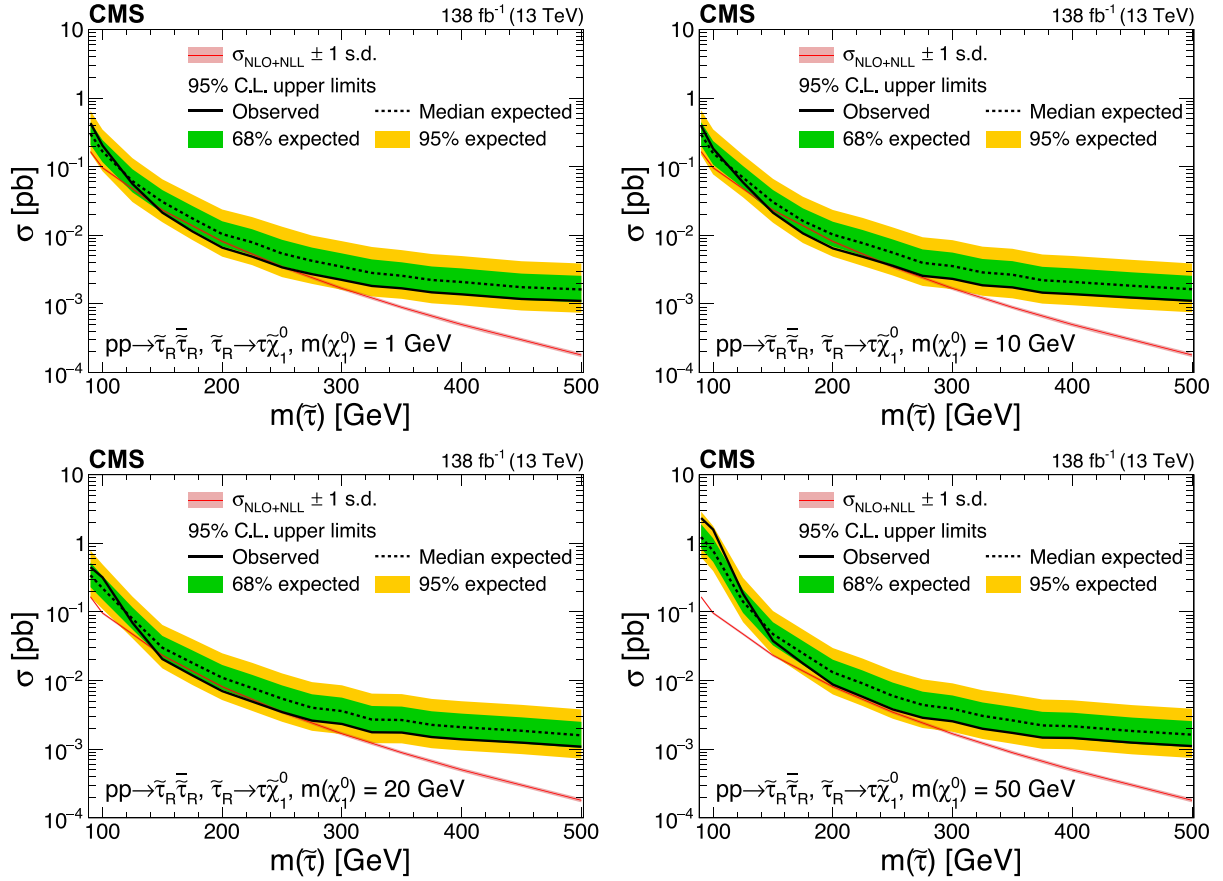 CMS 138 fb⁻¹ (13 TeV)
σ [pb]
10
1
10⁻¹
10⁻²
10⁻³
10⁻⁴
σ_NLO+NLL ± 1 s.d.
95% C.L. upper limits
Observed Median expected
68% expected 95% expected
pp→τ̃_R τ̃̅_R, τ̃_R→τχ̃₁⁰, m(χ₁⁰) = 1 GeV
100 200 300 400 500
m(τ̃) [GeV]
CMS 138 fb⁻¹ (13 TeV)
σ [pb]
10
1
10⁻¹
10⁻²
10⁻³
10⁻⁴
σ_NLO+NLL ± 1 s.d.
95% C.L. upper limits
Observed Median expected
68% expected 95% expected
pp→τ̃_R τ̃̅_R, τ̃_R→τχ̃₁⁰, m(χ₁⁰) = 10 GeV
100 200 300 400 500
m(τ̃) [GeV]
CMS 138 fb⁻¹ (13 TeV)
σ [pb]
10
1
10⁻¹
10⁻²
10⁻³
10⁻⁴
σ_NLO+NLL ± 1 s.d.
95% C.L. upper limits
Observed Median expected
68% expected 95% expected
pp→τ̃_R τ̃̅_R, τ̃_R→τχ̃₁⁰, m(χ₁⁰) = 20 GeV
100 200 300 400 500
m(τ̃) [GeV]
CMS 138 fb⁻¹ (13 TeV)
σ [pb]
10
1
10⁻¹
10⁻²
10⁻³
10⁻⁴
σ_NLO+NLL ± 1 s.d.
95% C.L. upper limits
Observed Median expected
68% expected 95% expected
pp→τ̃_R τ̃̅_R, τ̃_R→τχ̃₁⁰, m(χ₁⁰) = 50 GeV
100 200 300 400 500
m(τ̃) [GeV]